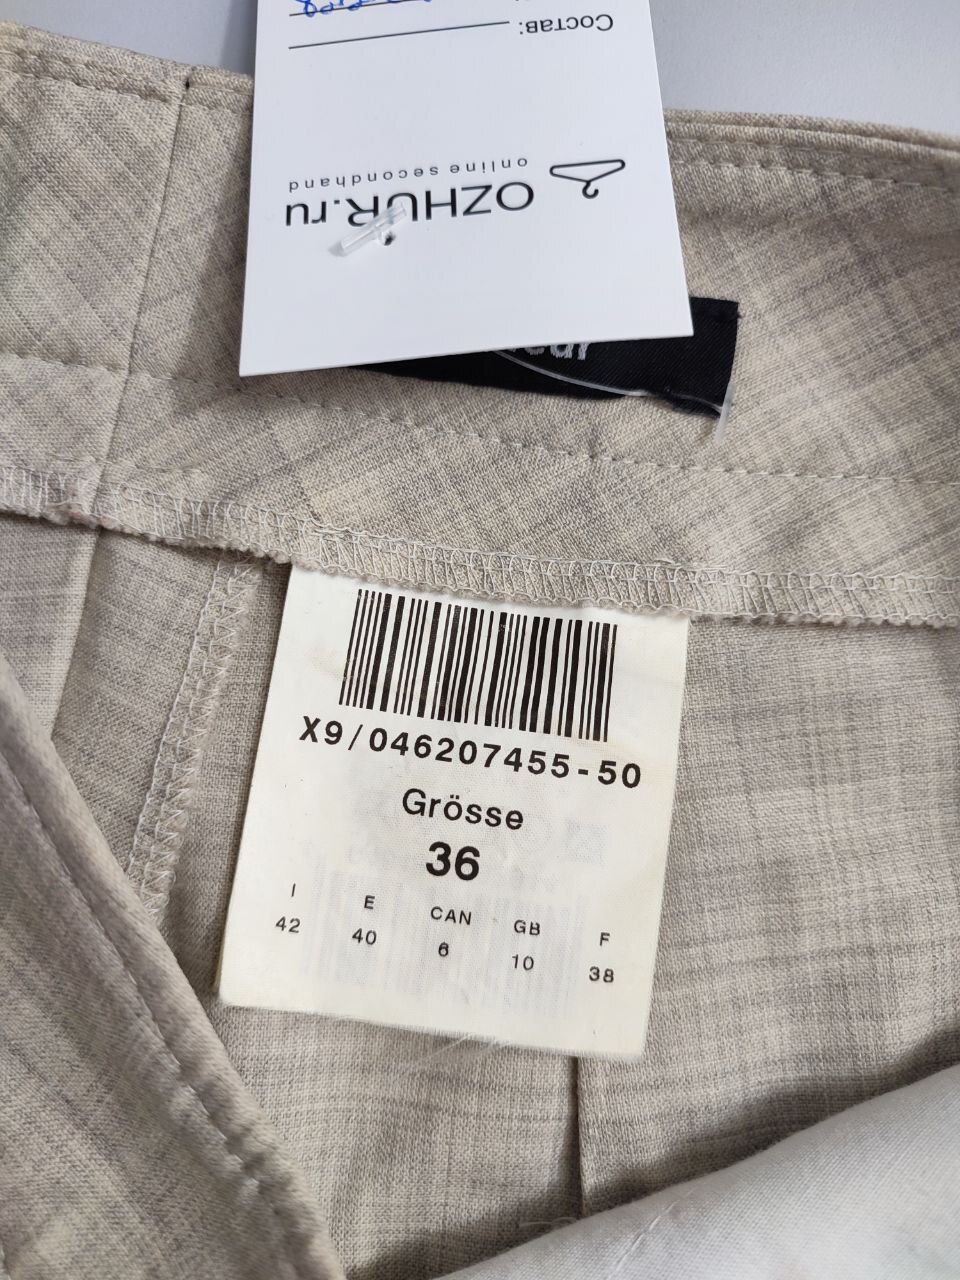 Состав:
online secondhand
OZHUR.ru
X9/046207455-50
Grösse
36
I E CAN GB F
42 40 6 10 38